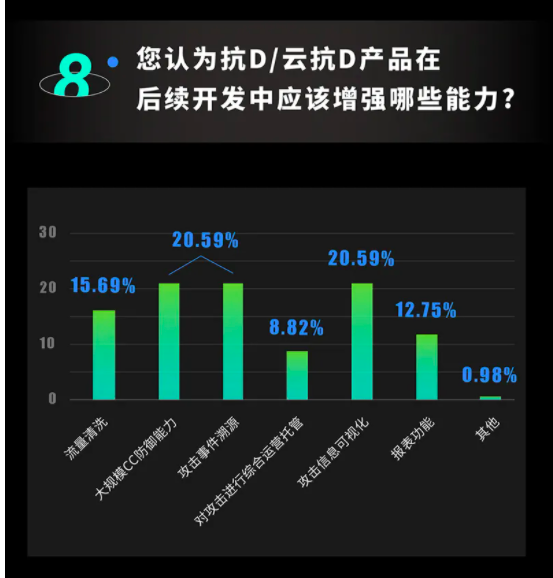 8
您认为抗D/云抗D产品在
后续开发中应该增强哪些能力?
30
20
10
0
15.69%
20.59%
8.82%
20.59%
12.75%
0.98%
流量清洗
大规模CC防御能力
攻击事件溯源
对攻击进行综合运营托管
攻击信息可视化
报表功能
其他